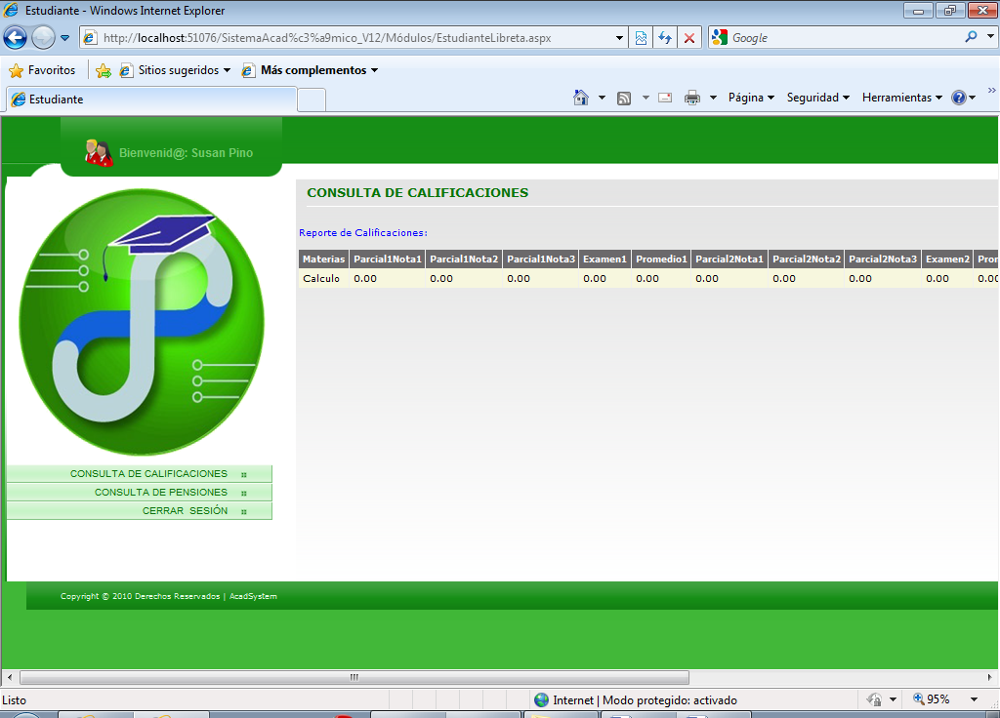 Estudiante - Windows Internet Explorer
http://localhost:51076/SistemaAcad%c3%a9mico_V12/Módulos/EstudianteLibreta.aspx
Google
Favoritos
Sitios sugeridos
Más complementos
Estudiante
Página
Seguridad
Herramientas
Bienvenid@: Susan Pino
CONSULTA DE CALIFICACIONES
Reporte de Calificaciones:
Materias Parcial1Nota1 Parcial1Nota2 Parcial1Nota3 Examen1 Promedio1 Parcial2Nota1 Parcial2Nota2 Parcial2Nota3 Examen2 Pron
Calculo 0.00 0.00 0.00 0.00 0.00 0.00 0.00 0.00 0.00 0.00
CONSULTA DE CALIFICACIONES
CONSULTA DE PENSIONES
CERRAR SESIÓN
Copyright © 2010 Derechos Reservados | AcadSystem
Listo
Internet | Modo protegido: activado
95%